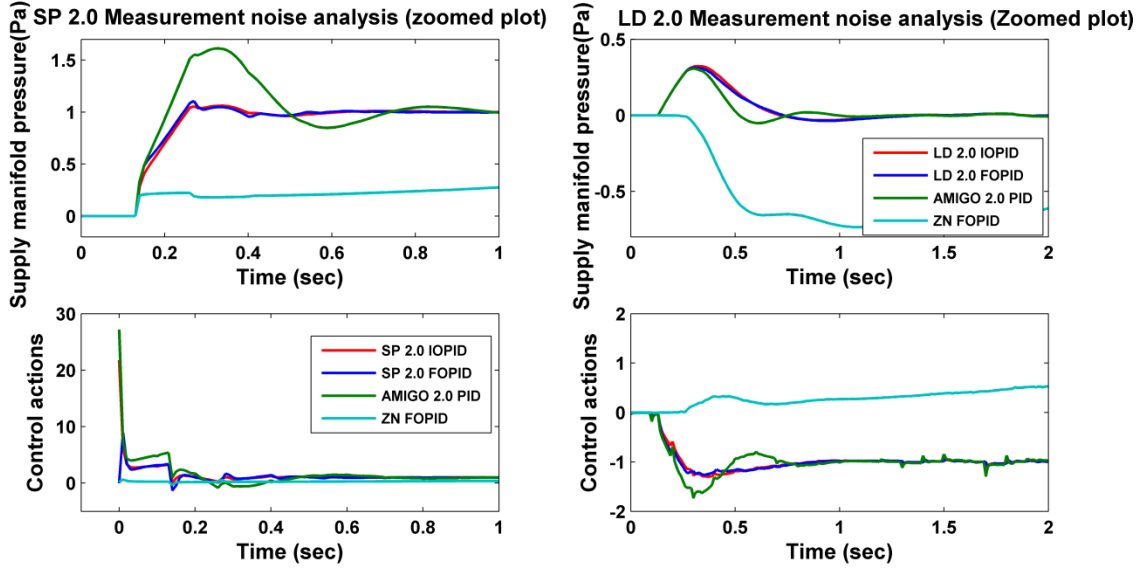 SP 2.0 Measurement noise analysis (zoomed plot)
Supply manifold pressure(Pa)
1.5
1
0.5
0
0 0.2 0.4 0.6 0.8 1
Time (sec)
LD 2.0 Measurement noise analysis (Zoomed plot)
Supply manifold pressure(Pa)
0.5
0
-0.5
LD 2.0 IOPID
LD 2.0 FOPID
AMIGO 2.0 PID
ZN FOPID
0 0.5 1 1.5 2
Time (sec)
Control actions
30
20
10
0
SP 2.0 IOPID
SP 2.0 FOPID
AMIGO 2.0 PID
ZN FOPID
0 0.2 0.4 0.6 0.8 1
Time (sec)
Control actions
2
1
0
-1
-2
0 0.5 1 1.5 2
Time (sec)